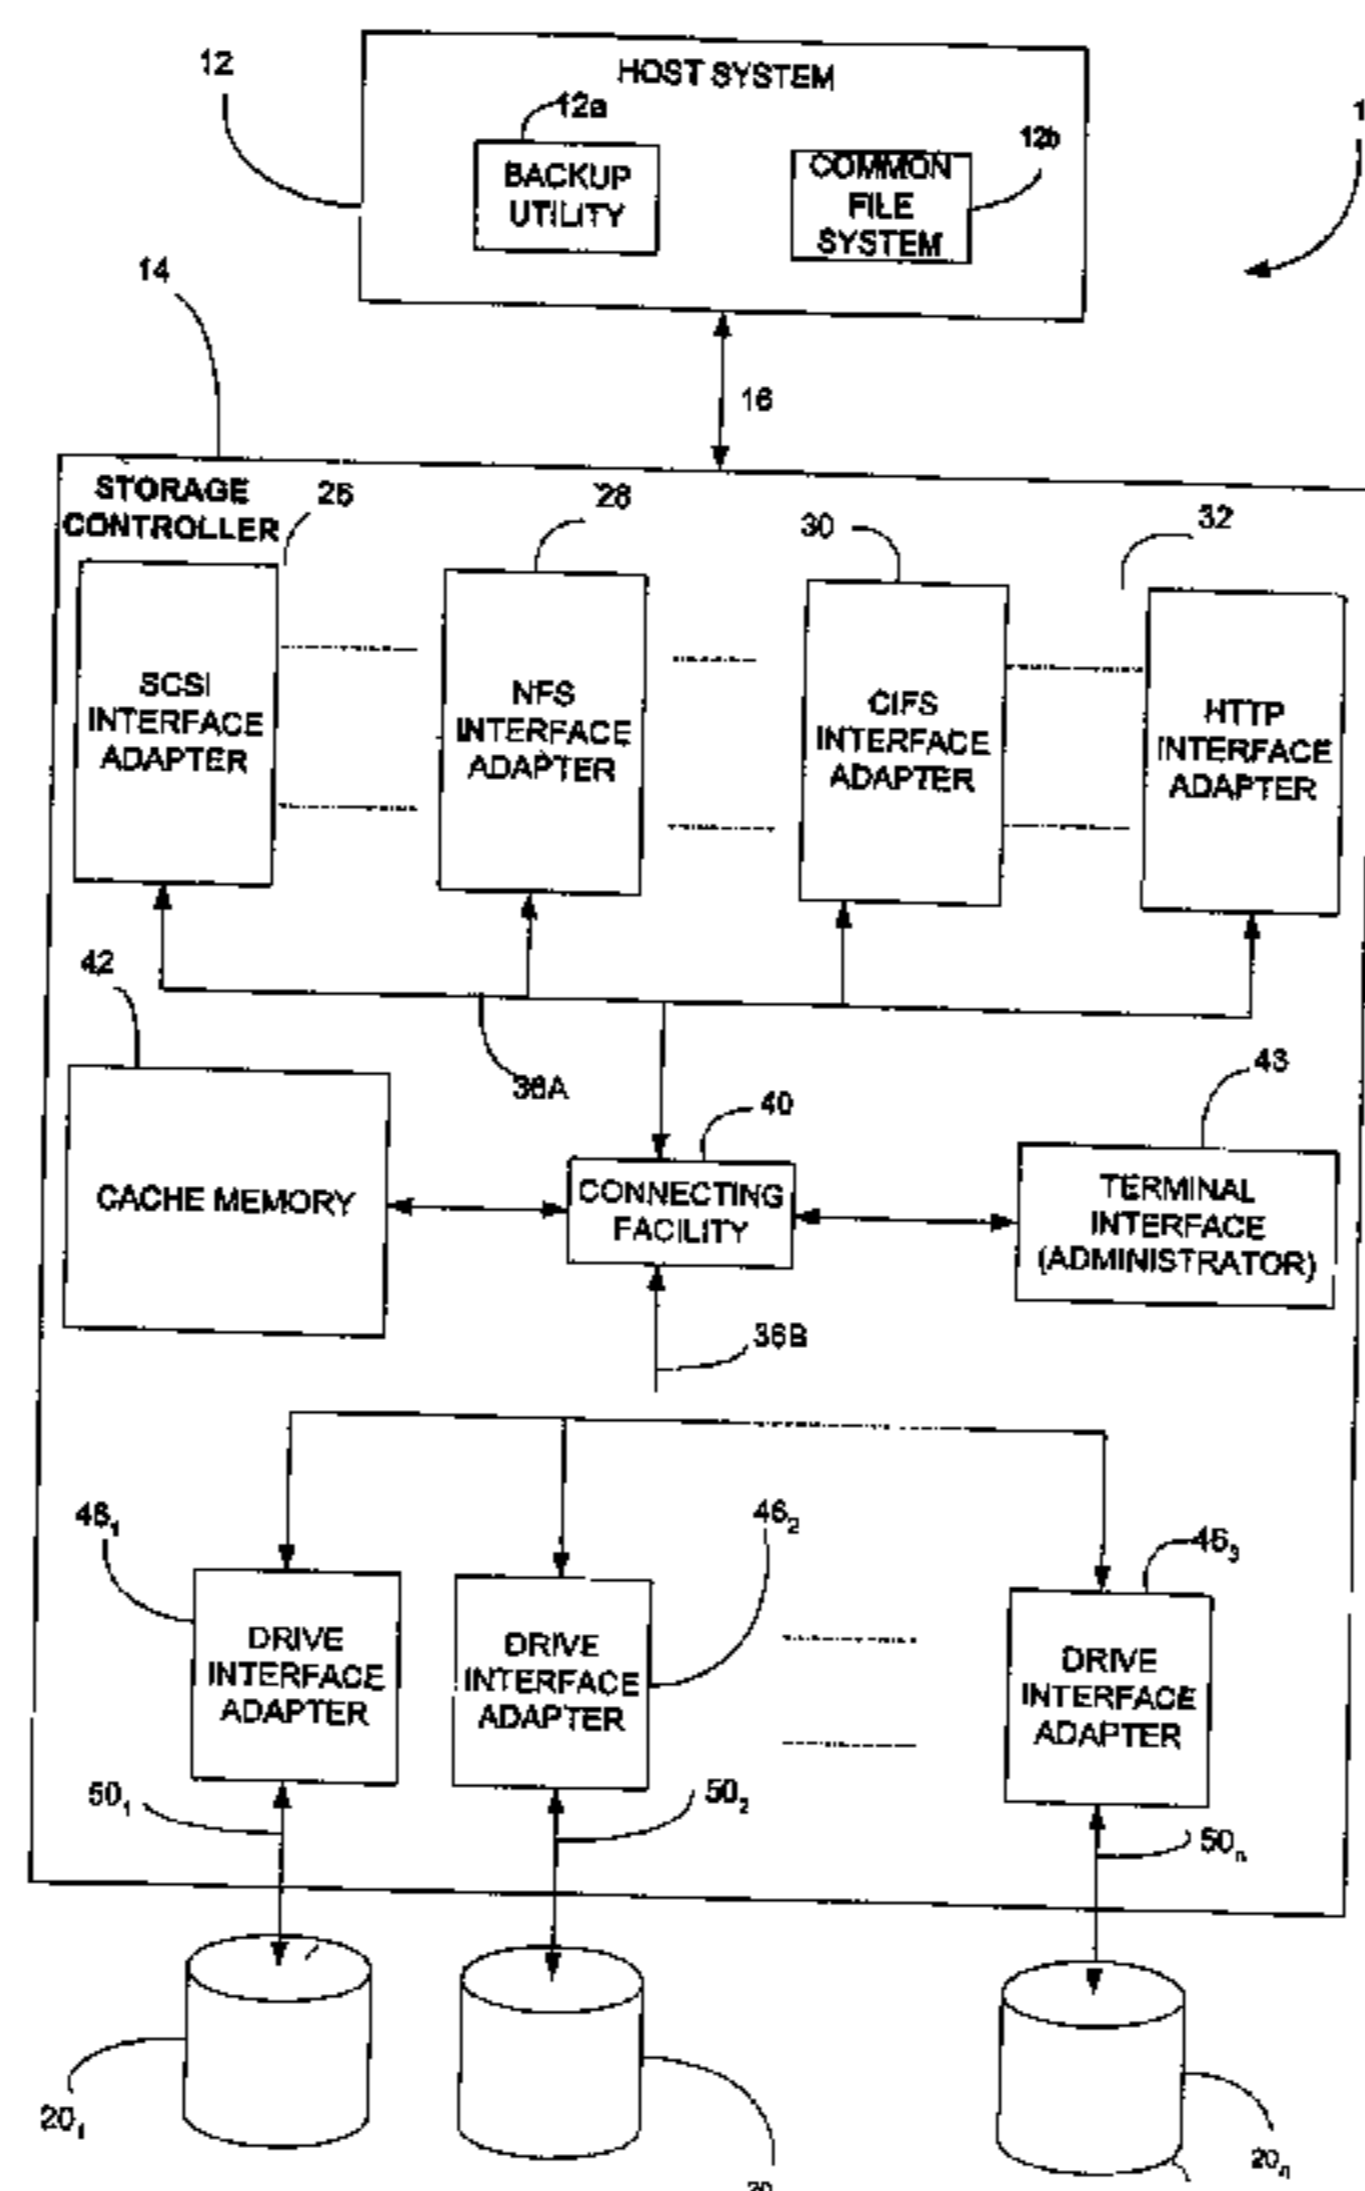 12
HOST SYSTEM
12a
12b
BACKUP
UTILITY
COMMON
FILE
SYSTEM
14
16
STORAGE
CONTROLLER
26
28
30
32
SCSI
INTERFACE
ADAPTER
NFS
INTERFACE
ADAPTER
CIFS
INTERFACE
ADAPTER
HTTP
INTERFACE
ADAPTER
42
36A
40
43
CACHE MEMORY
CONNECTING
FACILITY
TERMINAL
INTERFACE
(ADMINISTRATOR)
36B
46₁
46₂
46₃
DRIVE
INTERFACE
ADAPTER
DRIVE
INTERFACE
ADAPTER
DRIVE
INTERFACE
ADAPTER
50₁
50₂
50ₙ
20₁
20ₙ